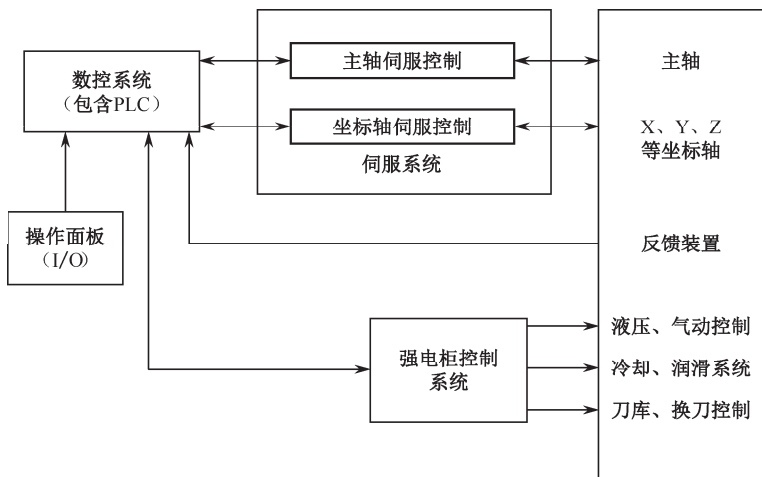 数控系统
（包含PLC）
主轴伺服控制
坐标轴伺服控制
伺服系统
主轴
X、Y、Z
等坐标轴
操作面板
（I/O）
反馈装置
强电柜控制
系统
液压、气动控制
冷却、润滑系统
刀库、换刀控制